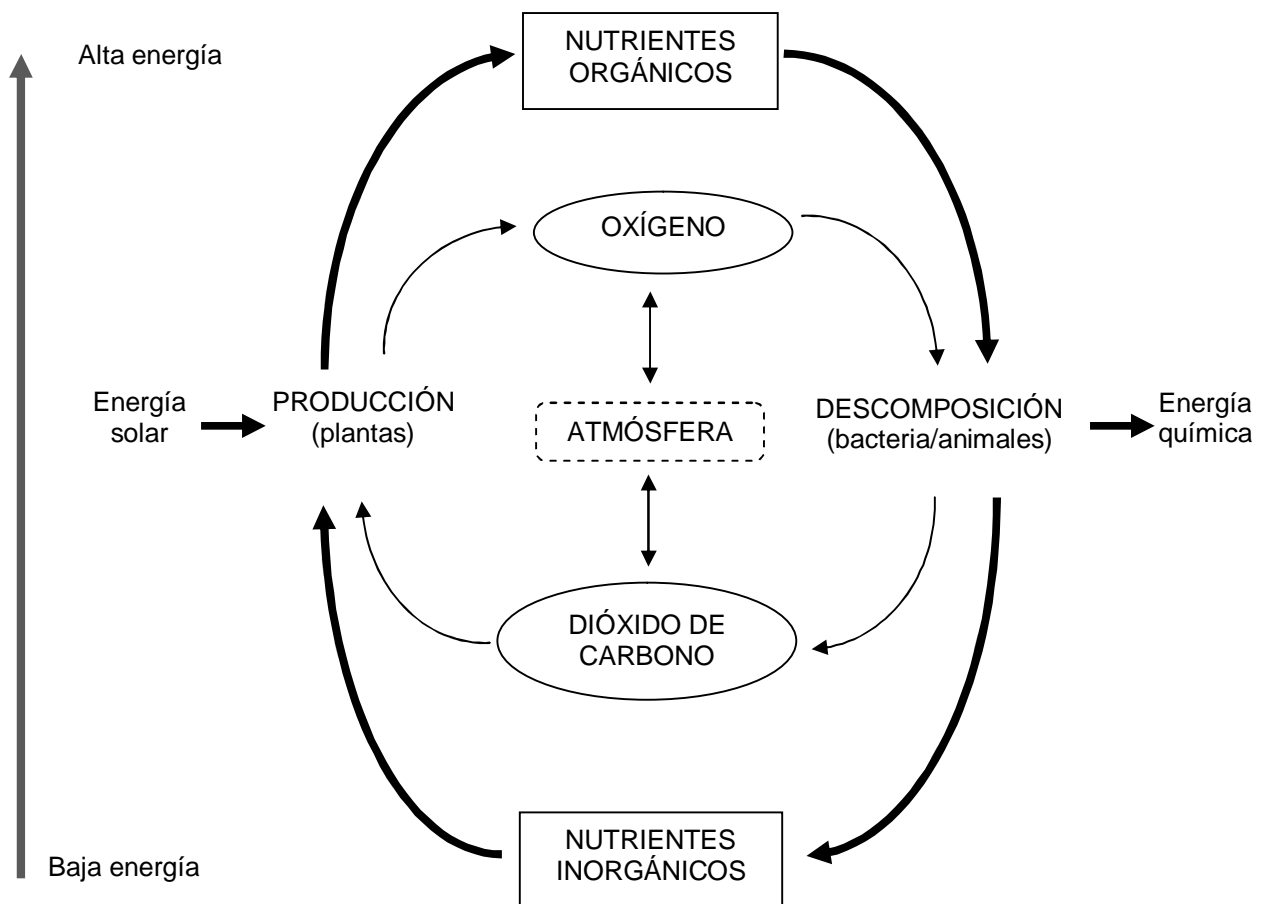 Alta energía
NUTRIENTES
ORGÁNICOS
OXÍGENO
Energía
solar
PRODUCCIÓN
(plantas)
ATMÓSFERA
DESCOMPOSICIÓN
(bacteria/animales)
Energía
química
DIÓXIDO DE
CARBONO
NUTRIENTES
INORGÁNICOS
Baja energía